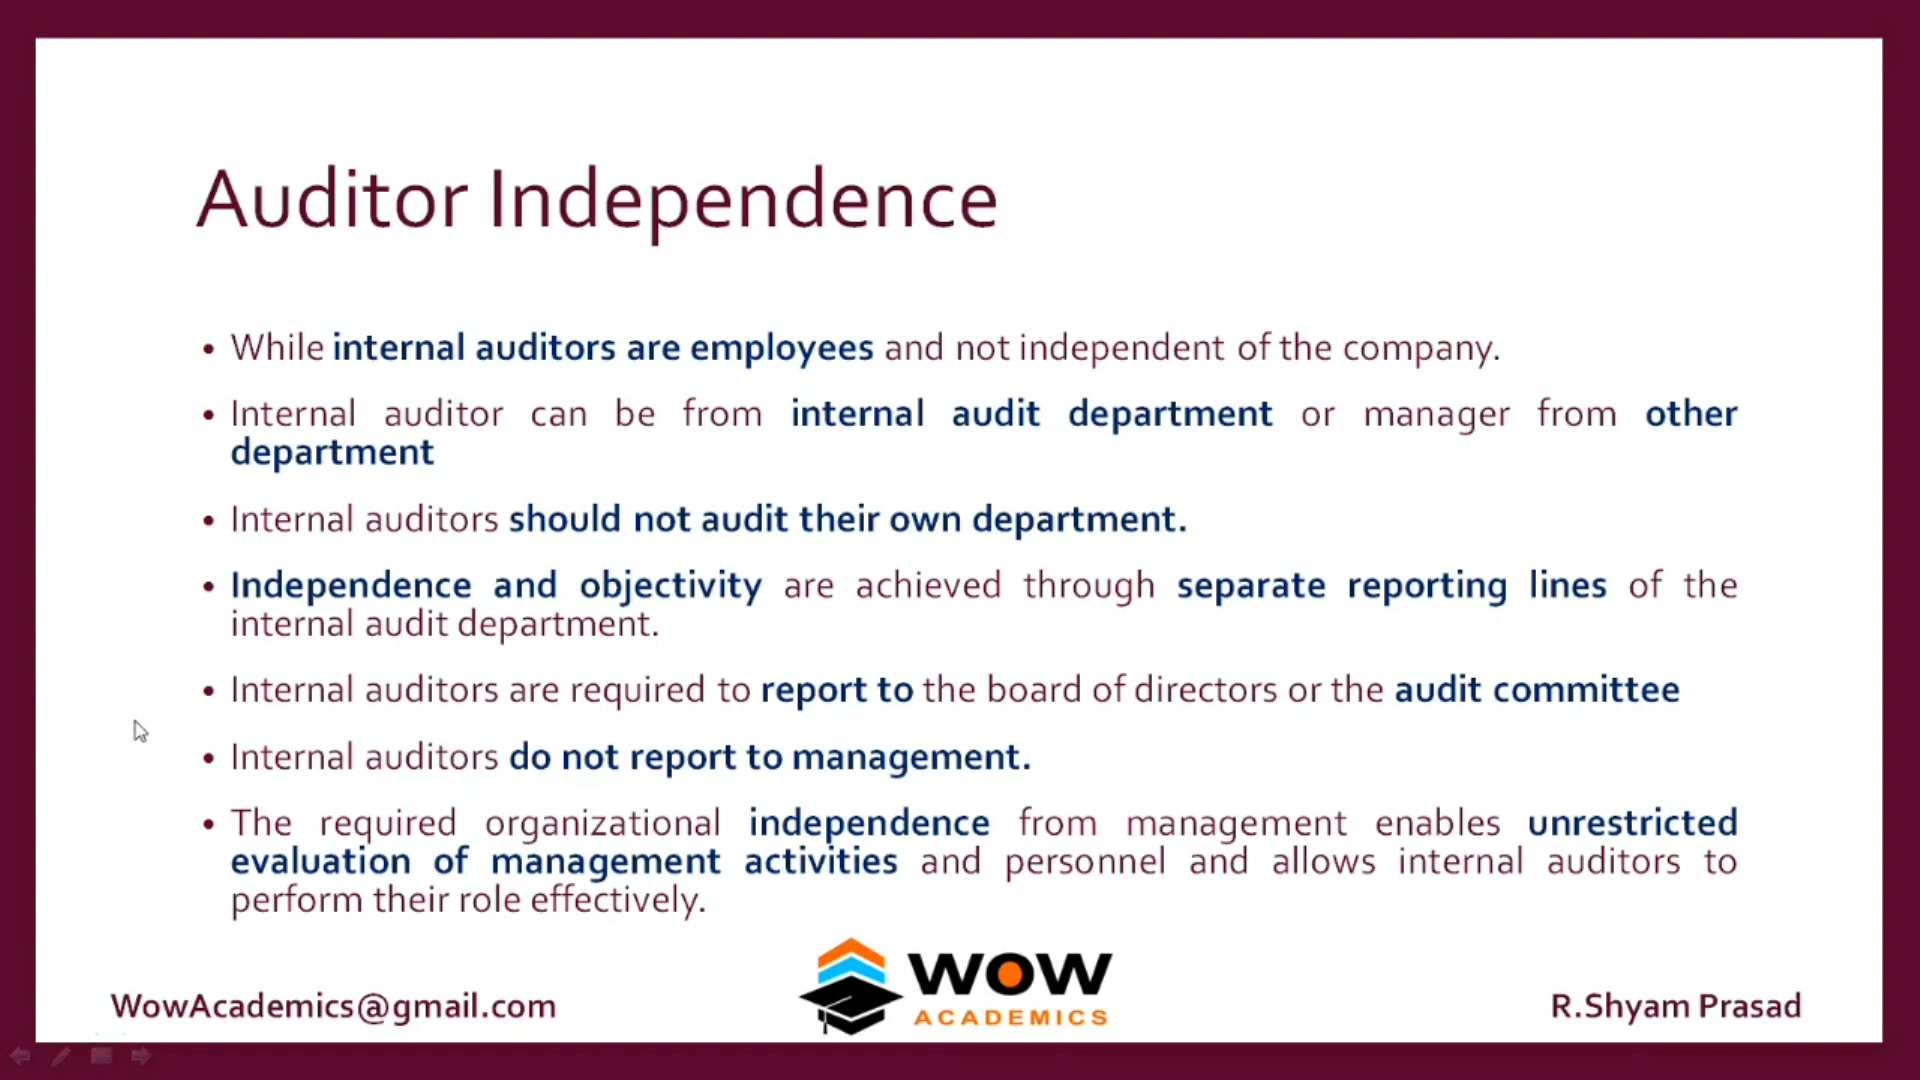 Auditor Independence
• While internal auditors are employees and not independent of the company.
• Internal auditor can be from internal audit department or manager from other
department
• Internal auditors should not audit their own department.
• Independence and objectivity are achieved through separate reporting lines of the
internal audit department.
• Internal auditors are required to report to the board of directors or the audit committee
• Internal auditors do not report to management.
• The required organizational independence from management enables unrestricted
evaluation of management activities and personnel and allows internal auditors to
perform their role effectively.
WowAcademics@gmail.com
WOW
ACADEMICS
R.Shyam Prasad